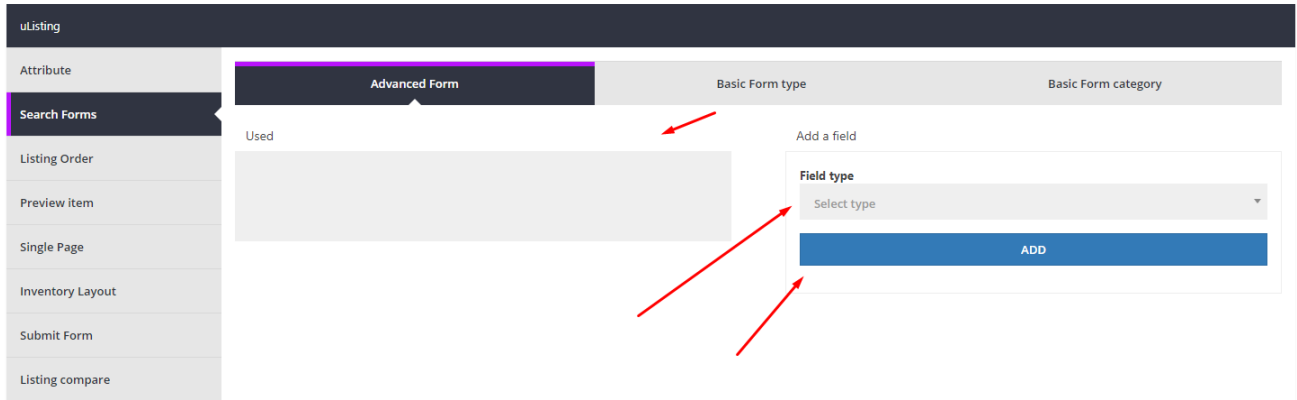 uListing
Attribute
Search Forms
Listing Order
Preview item
Single Page
Inventory Layout
Submit Form
Listing compare
Advanced Form
Basic Form type
Basic Form category
Used
Add a field
Field type
Select type
ADD